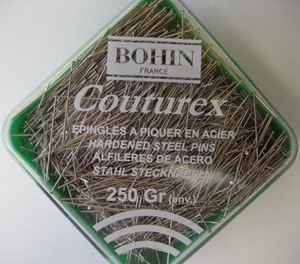 BOHIN
FRANCE
Couturex
EPINGLES A PIQUER EN ACIER
HARDENED STEEL PINS
ALFILERES DE ACERO
STAHL STECKNADELN
250 Gr (env.)